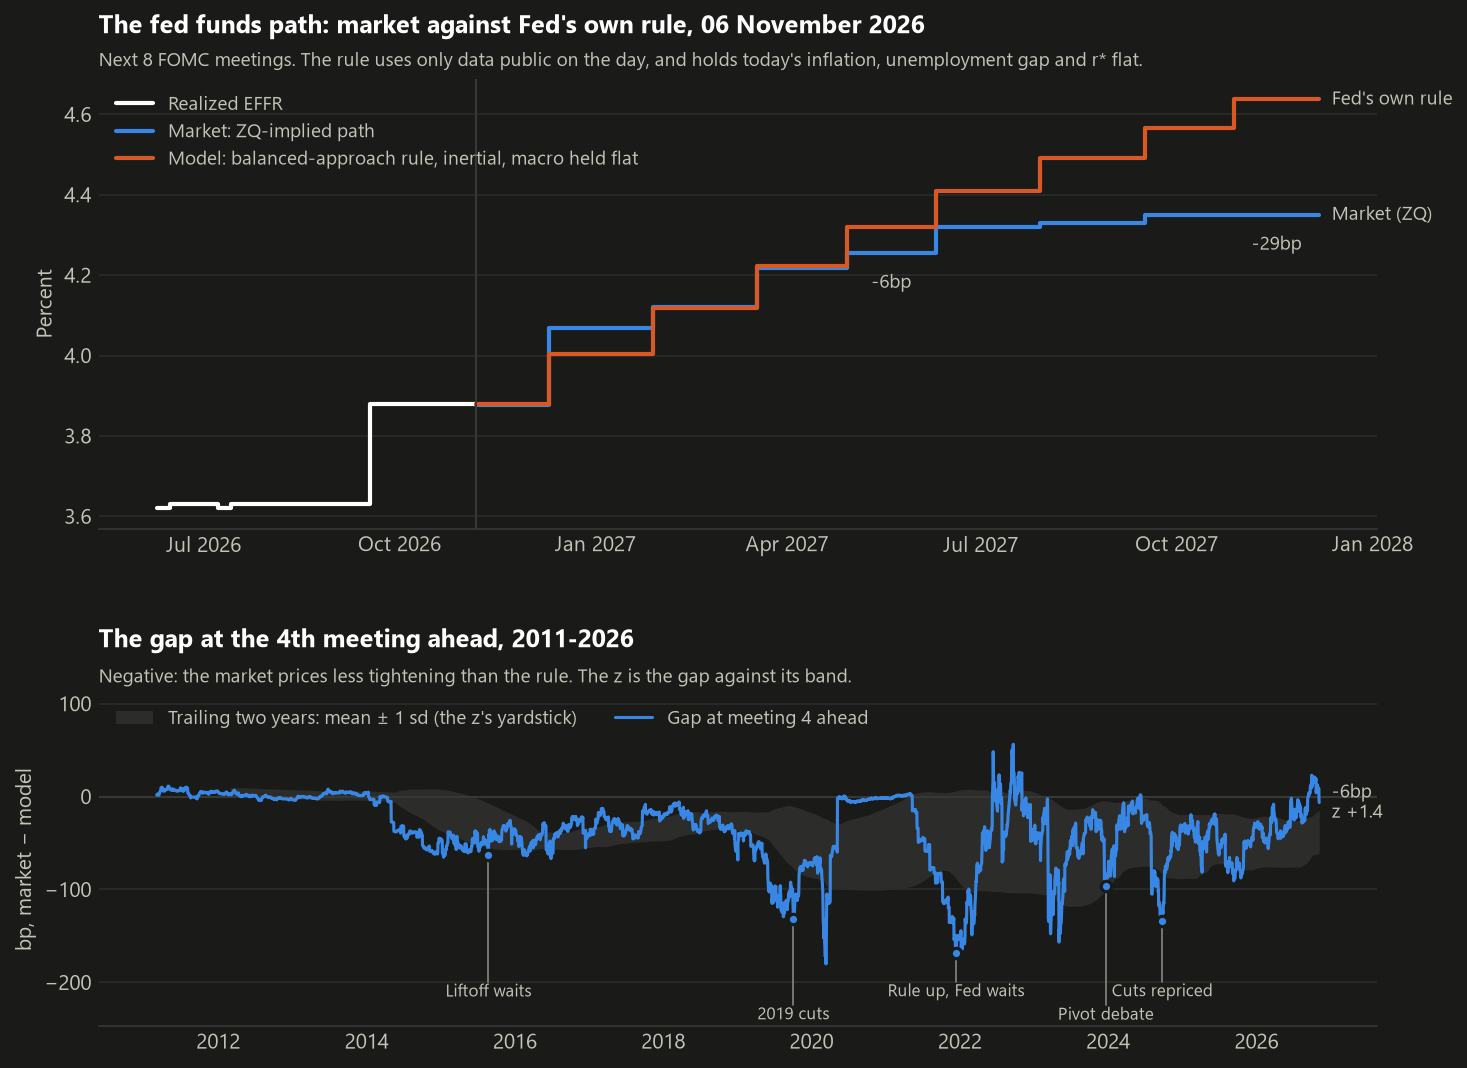 The fed funds path: market against Fed's own rule, 06 November 2026
Next 8 FOMC meetings. The rule uses only data public on the day, and holds today's inflation, unemployment gap and r* flat.
Realized EFFR
Market: ZQ-implied path
Model: balanced-approach rule, inertial, macro held flat
Percent
4.6
4.4
4.2
4.0
3.8
3.6
Fed's own rule
Market (ZQ)
-29bp
-6bp
Jul 2026
Oct 2026
Jan 2027
Apr 2027
Jul 2027
Oct 2027
Jan 2028
The gap at the 4th meeting ahead, 2011-2026
Negative: the market prices less tightening than the rule. The z is the gap against its band.
Trailing two years: mean ± 1 sd (the z's yardstick)
Gap at meeting 4 ahead
bp, market − model
100
0
−100
−200
-6bp
z +1.4
Liftoff waits
2019 cuts
Rule up, Fed waits
Pivot debate
Cuts repriced
2012
2014
2016
2018
2020
2022
2024
2026